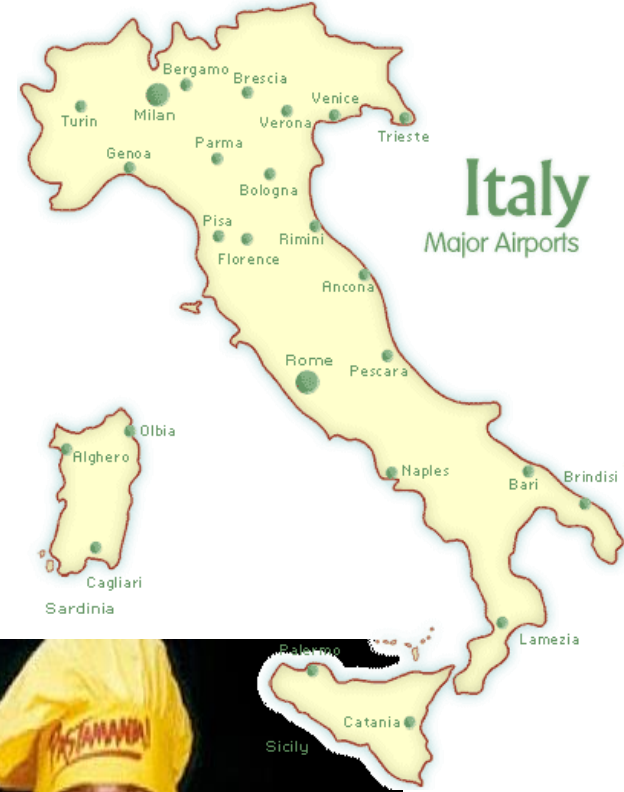 Bergamo
Brescia
Venice
Milan
Turin
Verona
Trieste
Genoa
Parma
Bologna
Italy
Major Airports
Pisa
Rimini
Florence
Ancona
Rome
Pescara
Olbia
Alghero
Naples
Bari
Brindisi
Cagliari
Sardinia
Lamezia
Palermo
PASTAMANIA!
Catania
Sicily